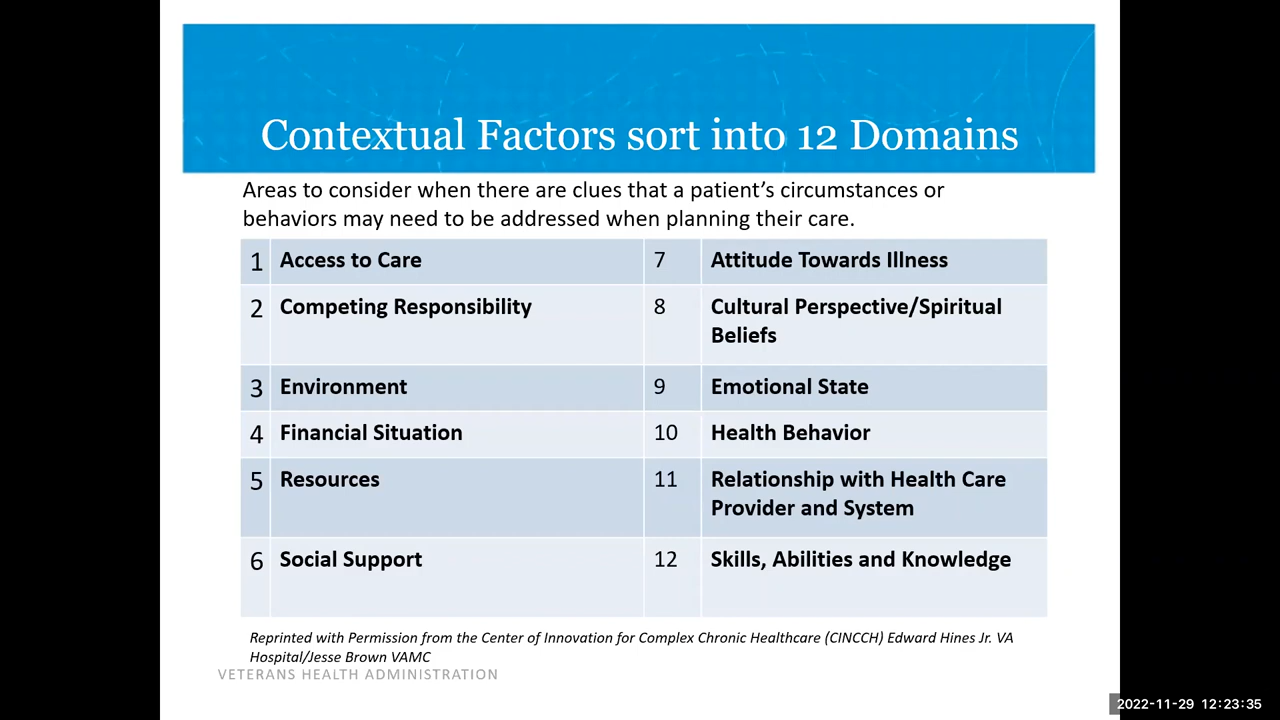 Contextual Factors sort into 12 Domains
Areas to consider when there are clues that a patient’s circumstances or
behaviors may need to be addressed when planning their care.
1 Access to Care 7 Attitude Towards Illness
2 Competing Responsibility 8 Cultural Perspective/Spiritual
Beliefs
3 Environment 9 Emotional State
4 Financial Situation 10 Health Behavior
5 Resources 11 Relationship with Health Care
Provider and System
6 Social Support 12 Skills, Abilities and Knowledge
Reprinted with Permission from the Center of Innovation for Complex Chronic Healthcare (CINCCH) Edward Hines Jr. VA
Hospital/Jesse Brown VAMC
VETERANS HEALTH ADMINISTRATION
2022-11-29 12:23:35